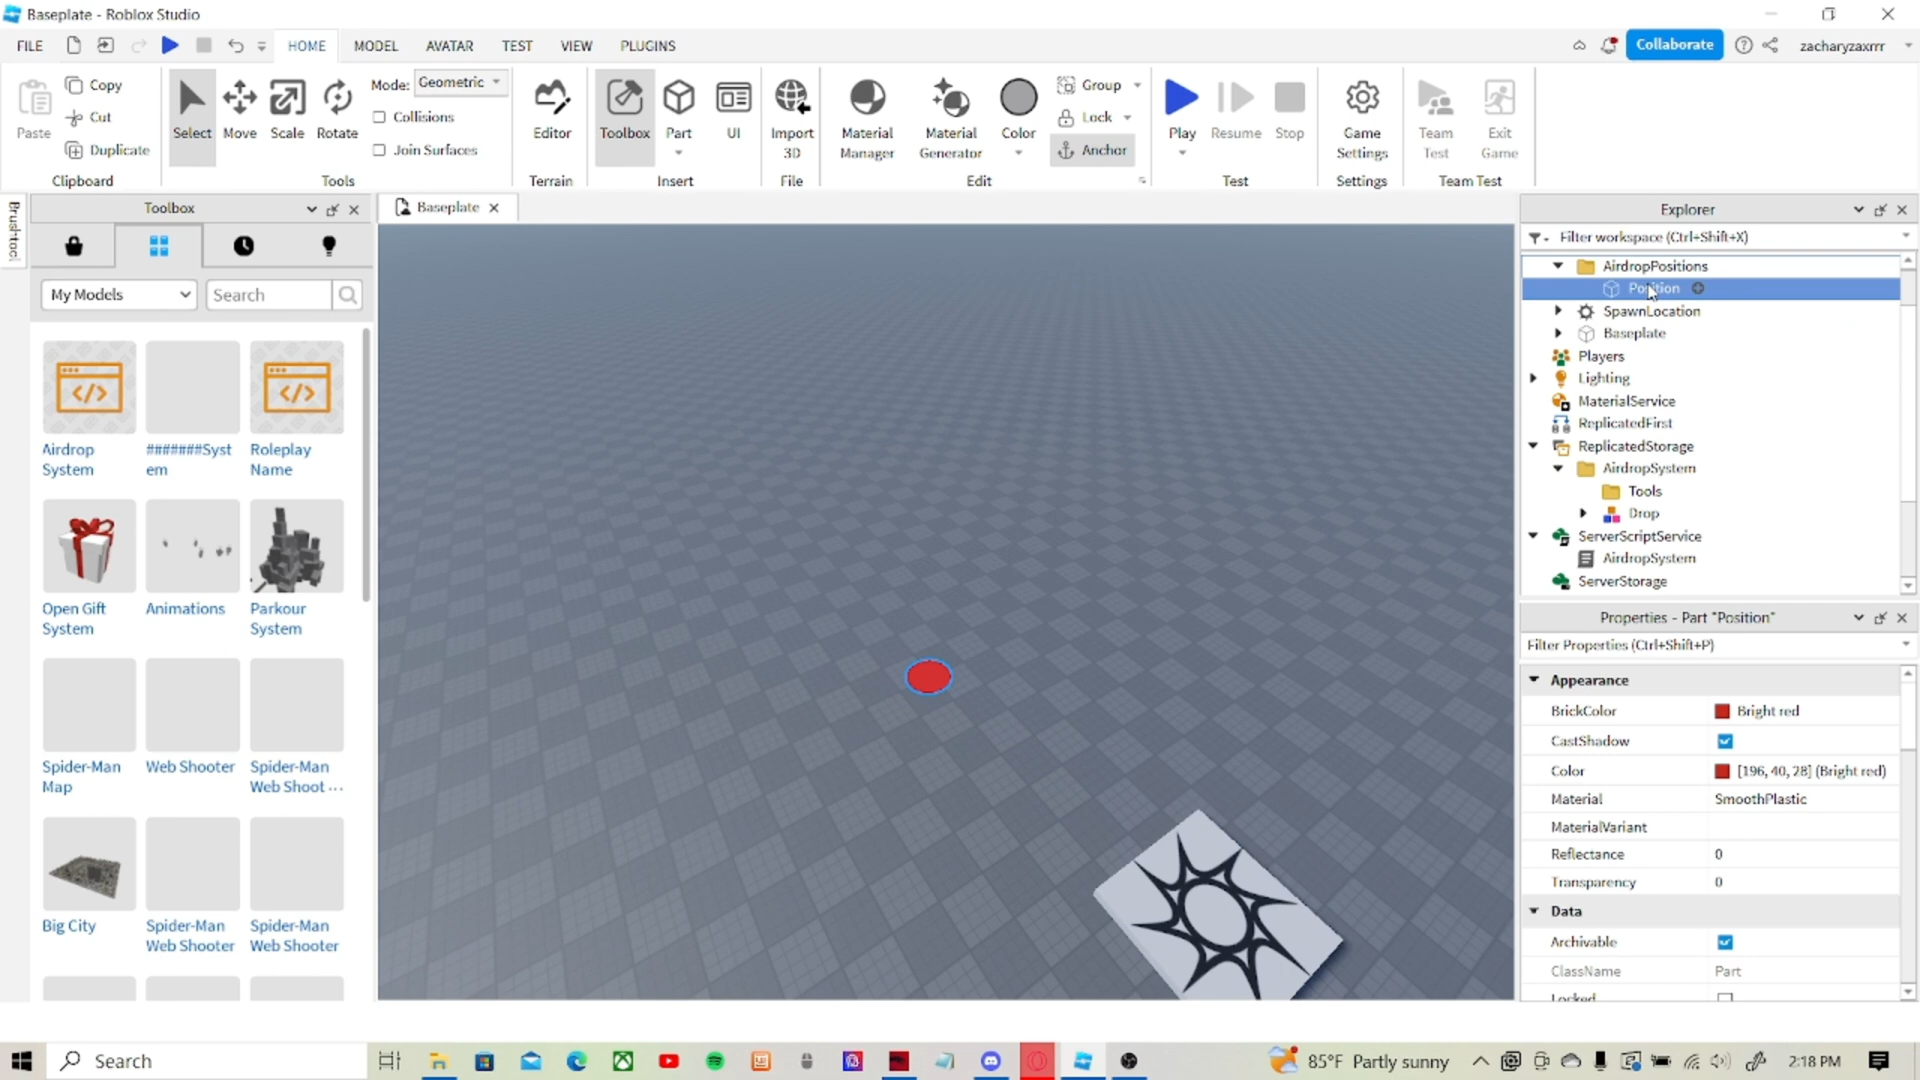 Baseplate - Roblox Studio
FILE
HOME
MODEL
AVATAR
TEST
VIEW
PLUGINS
Collaborate
zacharyzaxrrr
Paste
Copy
Cut
Duplicate
Clipboard
Select
Move
Scale
Rotate
Mode: Geometric
Collisions
Join Surfaces
Tools
Editor
Terrain
Toolbox
Part
UI
Insert
Import 3D
File
Material Manager
Material Generator
Color
Group
Lock
Anchor
Edit
Play
Resume
Stop
Test
Game Settings
Settings
Team Test
Exit Game
Team Test
Brushtool
Toolbox
My Models
Search
Airdrop System
#######System
Roleplay Name
Open Gift System
Animations
Parkour System
Spider-Man Map
Web Shooter
Spider-Man Web Shoot ...
Big City
Spider-Man Web Shooter
Spider-Man Web Shooter
Baseplate
Explorer
Filter workspace (Ctrl+Shift+X)
AirdropPositions
Position
SpawnLocation
Baseplate
Players
Lighting
MaterialService
ReplicatedFirst
ReplicatedStorage
AirdropSystem
Tools
Drop
ServerScriptService
AirdropSystem
ServerStorage
Properties - Part "Position"
Filter Properties (Ctrl+Shift+P)
Appearance
BrickColor Bright red
CastShadow
Color [196, 40, 28] (Bright red)
Material SmoothPlastic
MaterialVariant
Reflectance 0
Transparency 0
Data
Archivable
ClassName Part
Locked
Search
85°F Partly sunny
2:18 PM